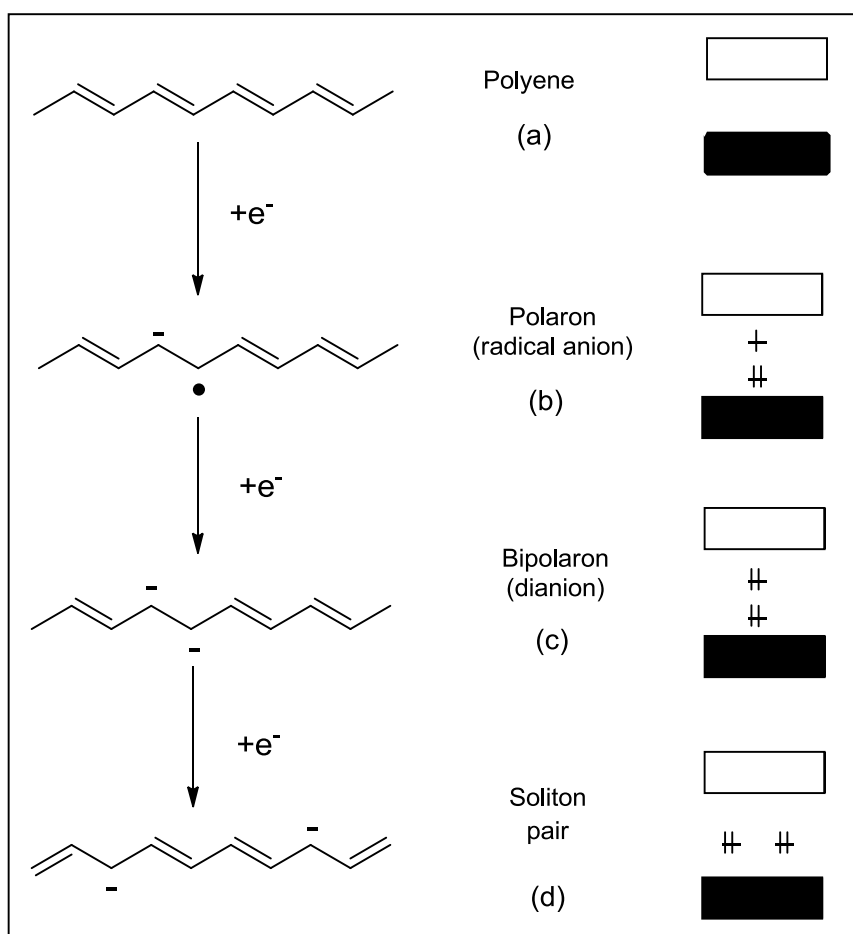 Polyene
(a)
+e-
Polaron
(radical anion)
(b)
+e-
Bipolaron
(dianion)
(c)
+e-
Soliton
pair
(d)